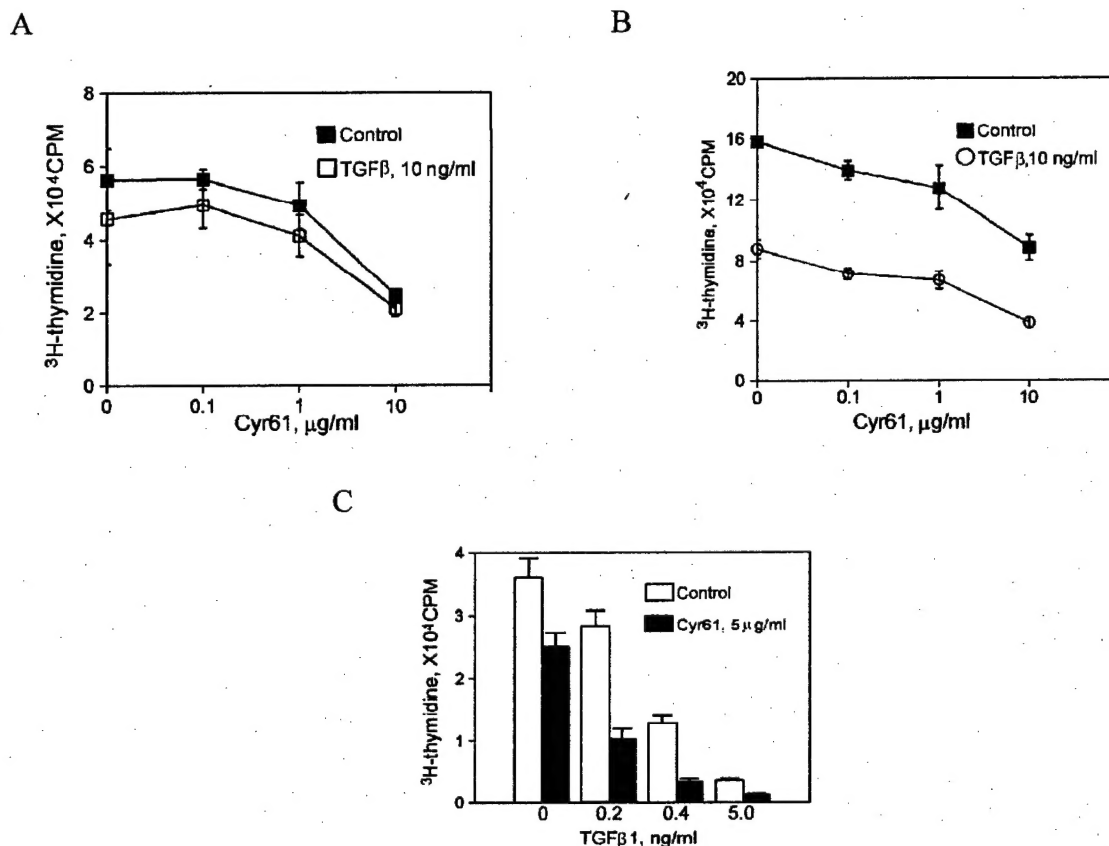 A
8
6
4
2
0
³H-thymidine, X10⁴CPM
Control
TGFβ, 10 ng/ml
0 0.1 1 10
Cyr61, μg/ml
B
20
16
12
8
4
0
³H-thymidine, X10⁴CPM
Control
TGFβ,10 ng/ml
0 0.1 1 10
Cyr61, μg/ml
C
4
3
2
1
0
³H-thymidine, X10⁴CPM
Control
Cyr61, 5 μg/ml
0 0.2 0.4 5.0
TGFβ1, ng/ml